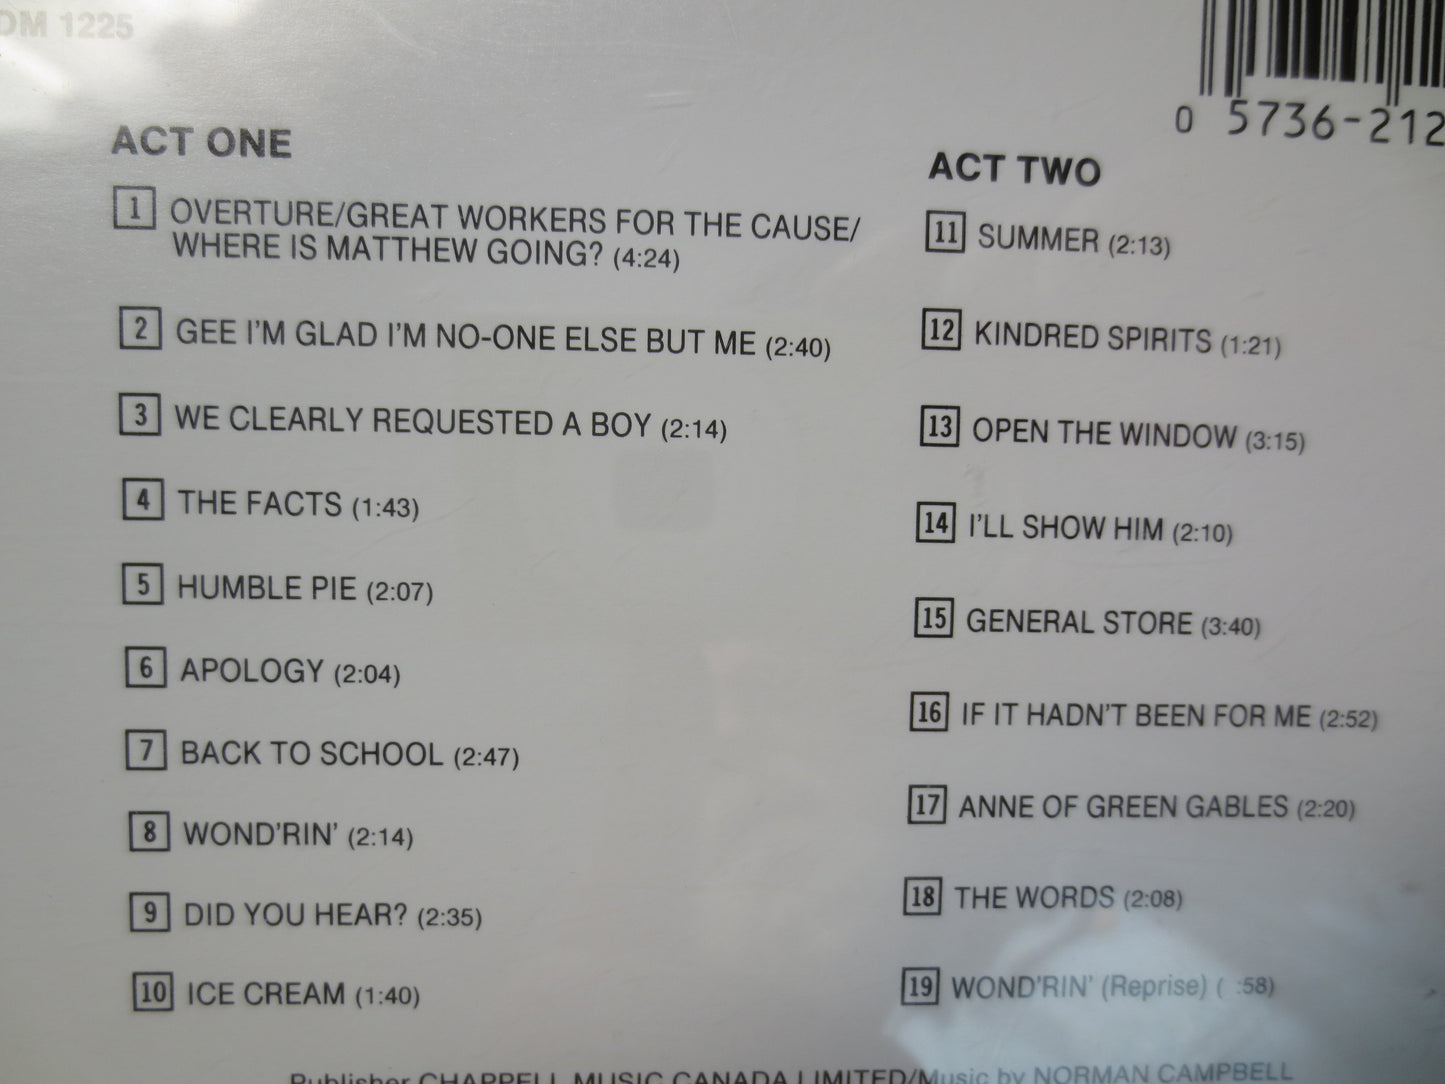 DM 1225
0 5736-212
ACT ONE
1 OVERTURE/GREAT WORKERS FOR THE CAUSE/
WHERE IS MATTHEW GOING? (4:24)
2 GEE I'M GLAD I'M NO-ONE ELSE BUT ME (2:40)
3 WE CLEARLY REQUESTED A BOY (2:14)
4 THE FACTS (1:43)
5 HUMBLE PIE (2:07)
6 APOLOGY (2:04)
7 BACK TO SCHOOL (2:47)
8 WOND'RIN' (2:14)
9 DID YOU HEAR? (2:35)
10 ICE CREAM (1:40)
ACT TWO
11 SUMMER (2:13)
12 KINDRED SPIRITS (1:21)
13 OPEN THE WINDOW (3:15)
14 I'LL SHOW HIM (2:10)
15 GENERAL STORE (3:40)
16 IF IT HADN'T BEEN FOR ME (2:52)
17 ANNE OF GREEN GABLES (2:20)
18 THE WORDS (2:08)
19 WOND'RIN' (Reprise) ( :58)
Publisher CHAPPELL MUSIC CANADA LIMITED/Music by NORMAN CAMPBELL